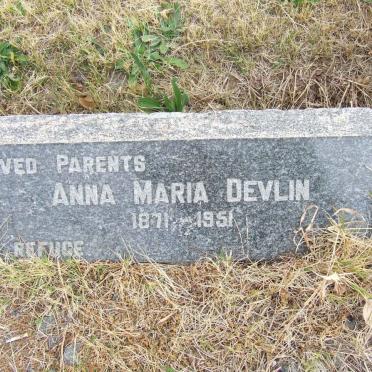 VED PARENTS
ANNA MARIA DEVLIN
1871 - 1951
REFUGE